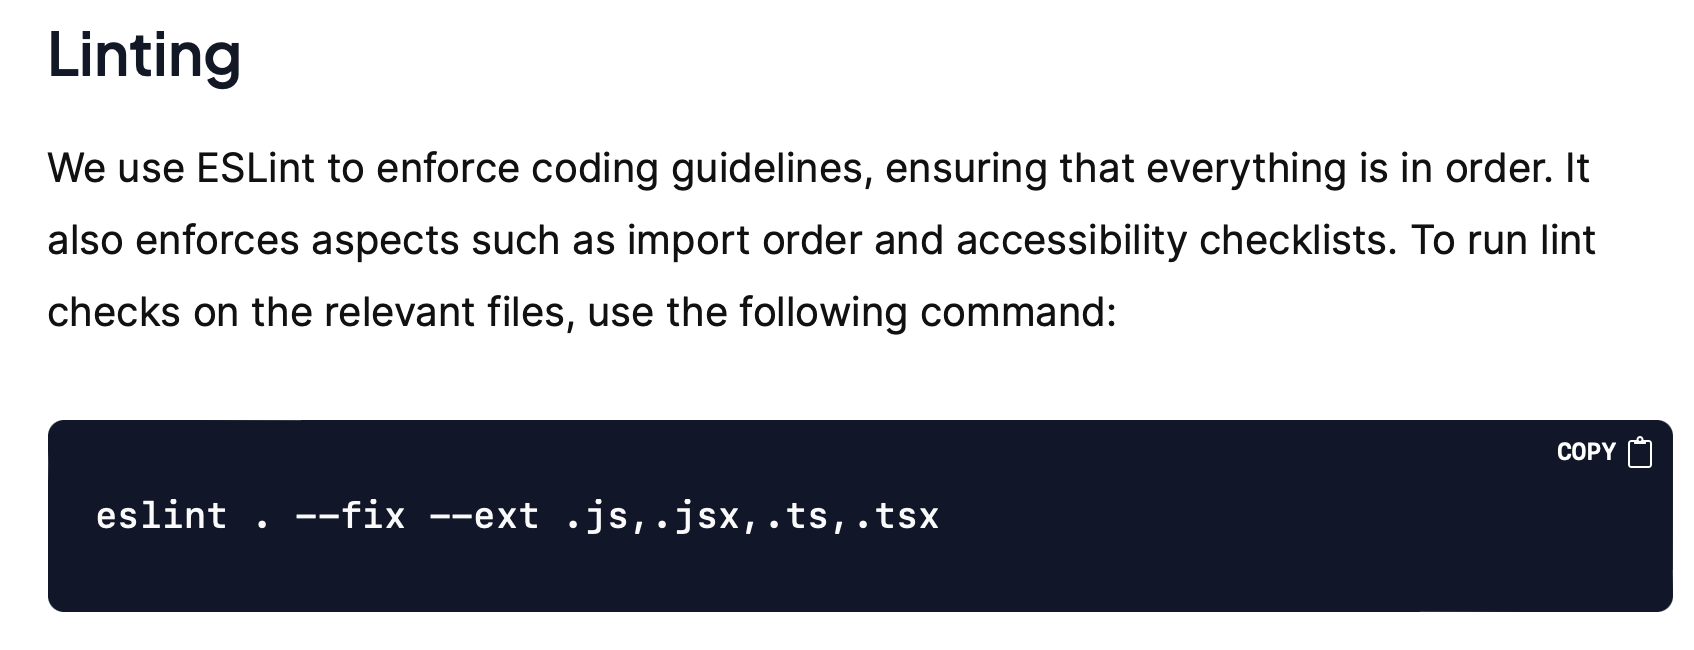 Linting
We use ESLint to enforce coding guidelines, ensuring that everything is in order. It
also enforces aspects such as import order and accessibility checklists. To run lint
checks on the relevant files, use the following command:
COPY
eslint . --fix --ext .js,.jsx,.ts,.tsx